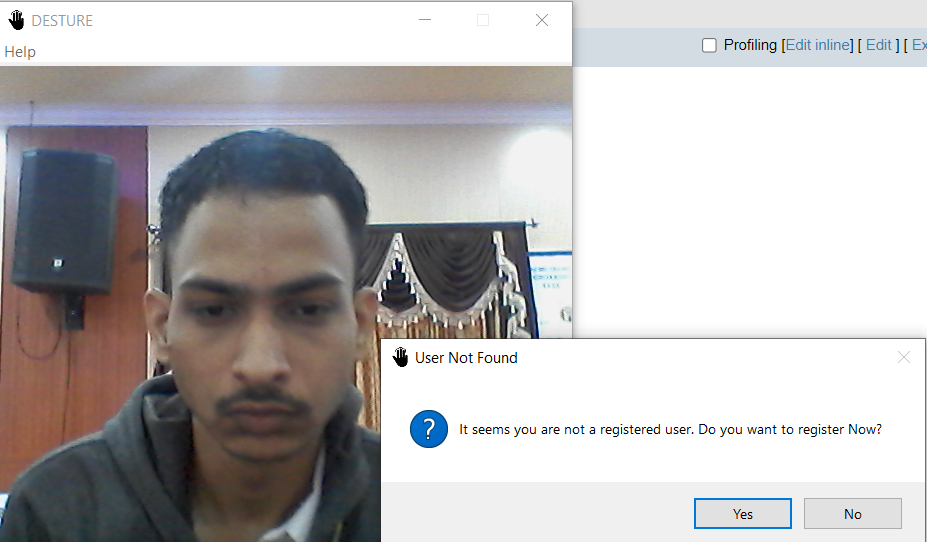 DESTURE
Help
Profiling [Edit inline] [ Edit ] [ Ex
User Not Found
?
It seems you are not a registered user. Do you want to register Now?
Yes
No